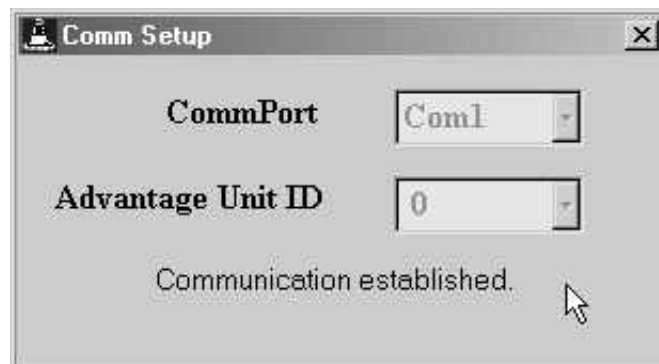 Comm Setup
CommPort Com1
Advantage Unit ID 0
Communication established.